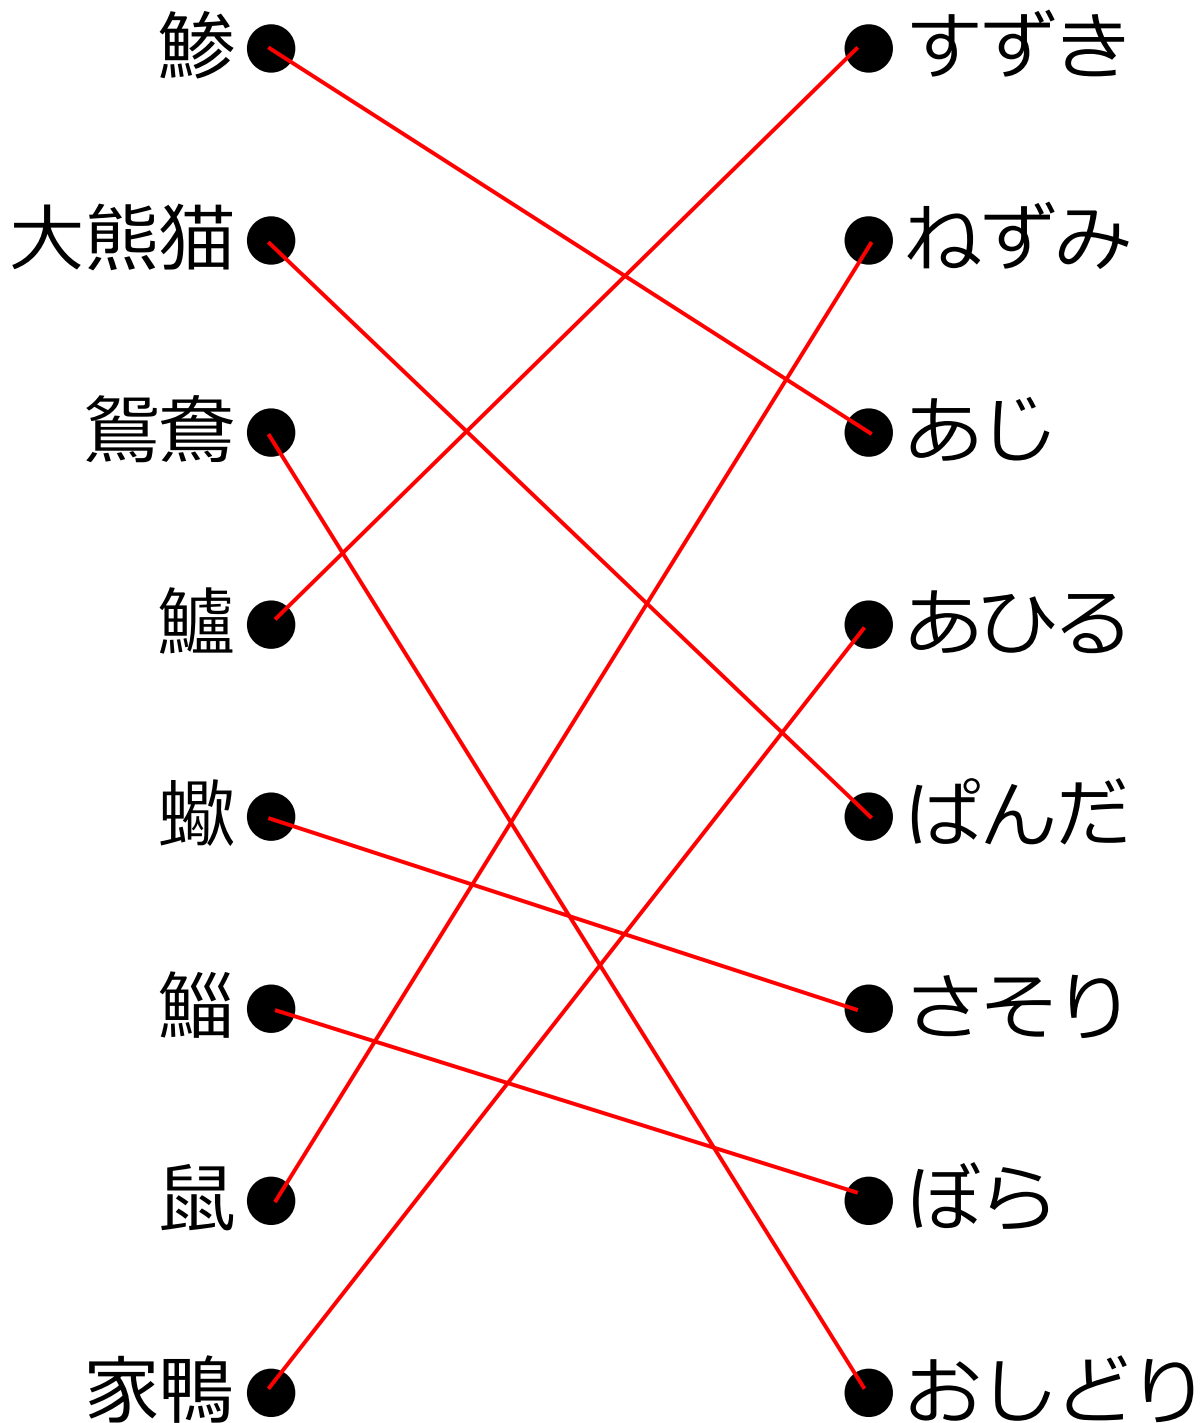 鯵 すずき
大熊猫 ねずみ
鴛鴦 あじ
鱸 あひる
蠍 ぱんだ
鯔 さそり
鼠 ぼら
家鴨 おしどり